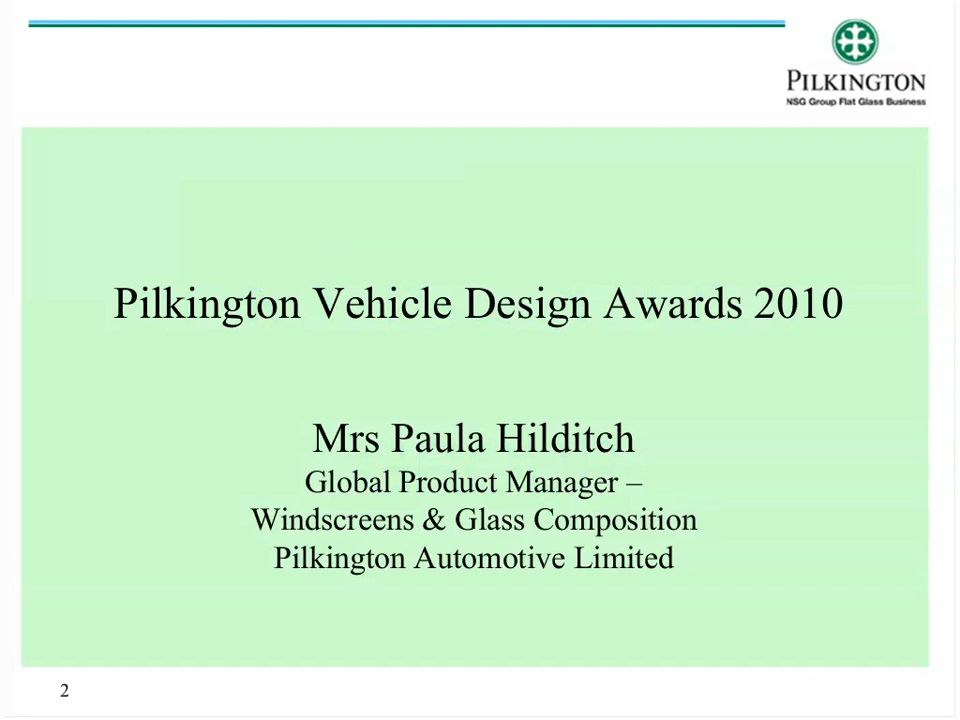 PILKINGTON
NSG Group Flat Glass Business
Pilkington Vehicle Design Awards 2010
Mrs Paula Hilditch
Global Product Manager –
Windscreens & Glass Composition
Pilkington Automotive Limited
2